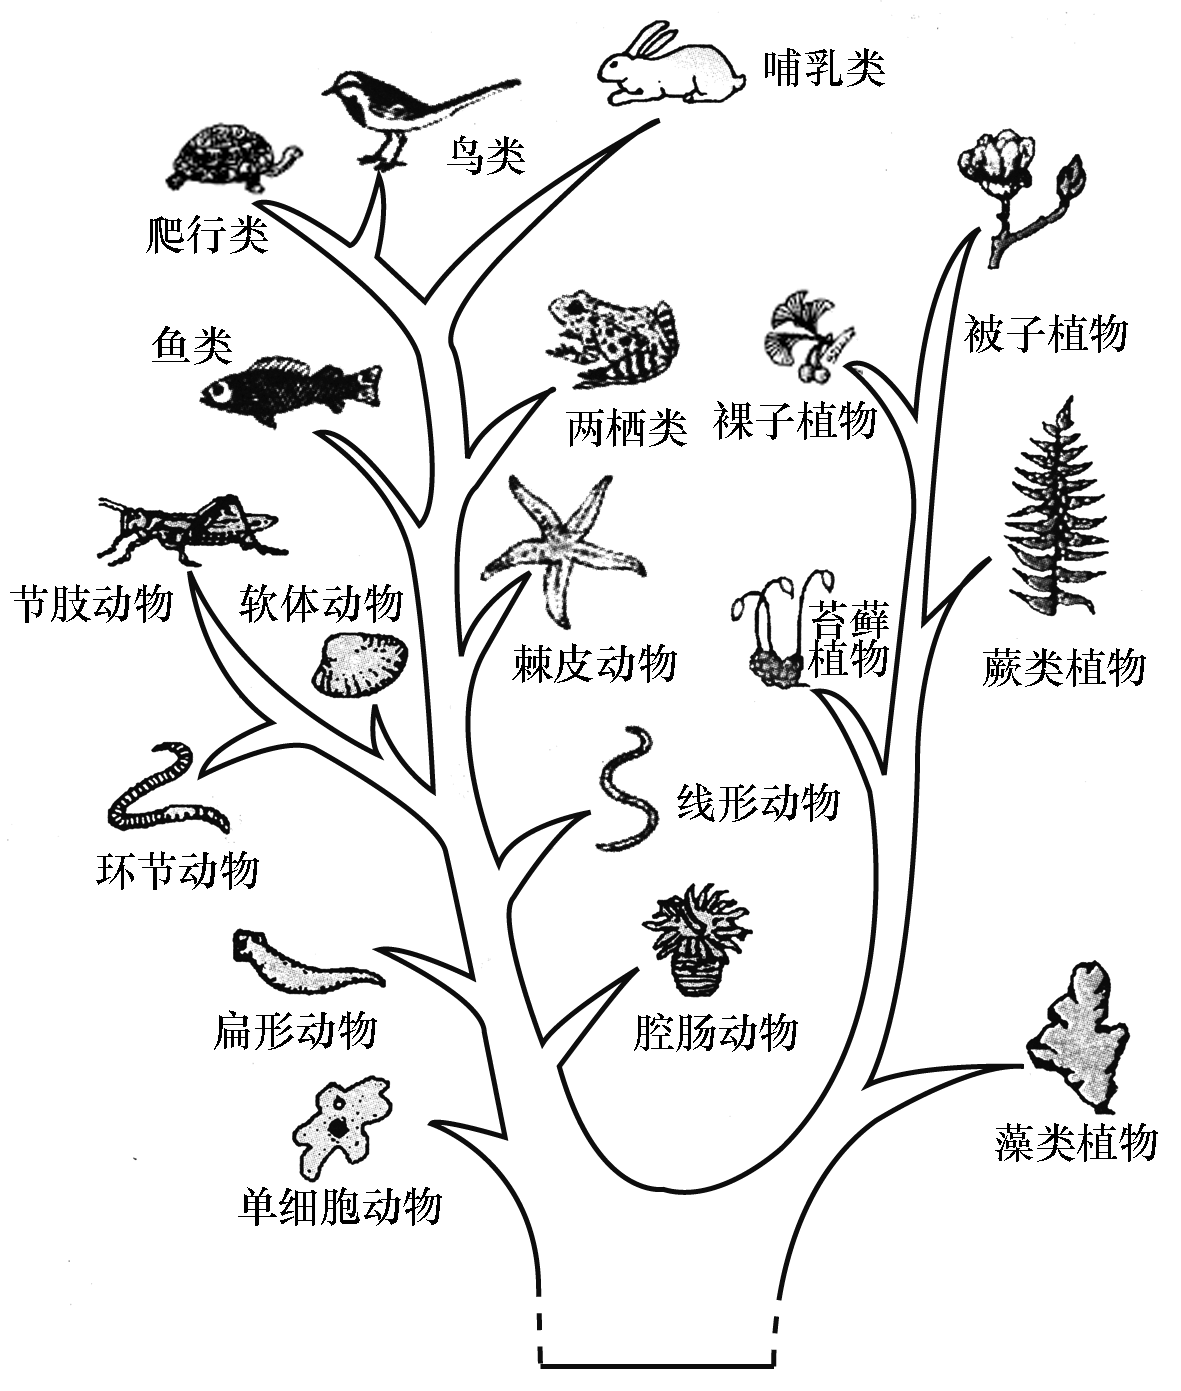 哺乳类
鸟类
爬行类
被子植物
鱼类
两栖类
裸子植物
节肢动物
软体动物
苔藓
植物
棘皮动物
蕨类植物
线形动物
环节动物
扁形动物
腔肠动物
藻类植物
单细胞动物